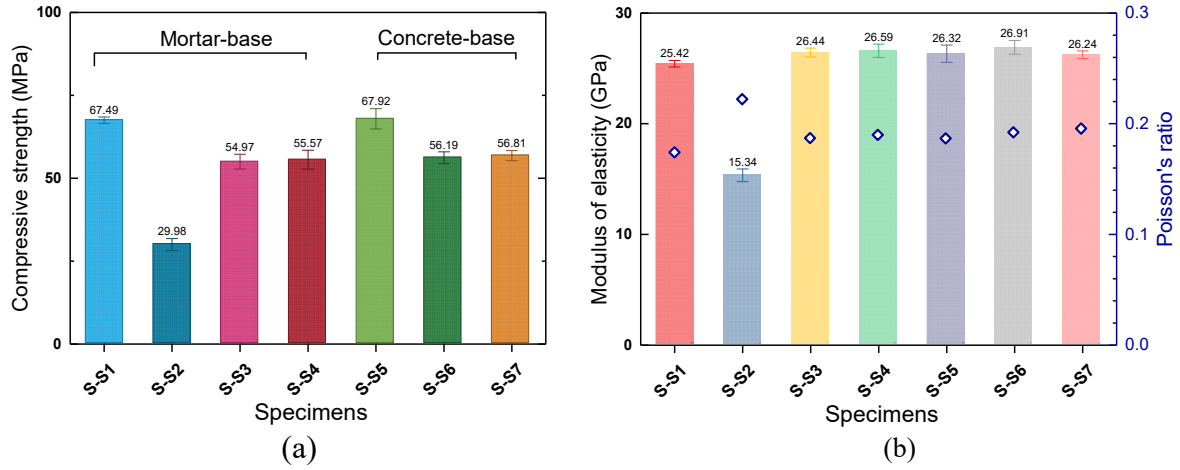 100
50
0
Compressive strength (MPa)
Mortar-base
Concrete-base
67.49
29.98
54.97
55.57
67.92
56.19
56.81
S-S1
S-S2
S-S3
S-S4
S-S5
S-S6
S-S7
Specimens
(a)
30
20
10
0
Modulus of elasticity (GPa)
25.42
15.34
26.44
26.59
26.32
26.91
26.24
0.3
0.2
0.1
0.0
Poisson's ratio
S-S1
S-S2
S-S3
S-S4
S-S5
S-S6
S-S7
Specimens
(b)